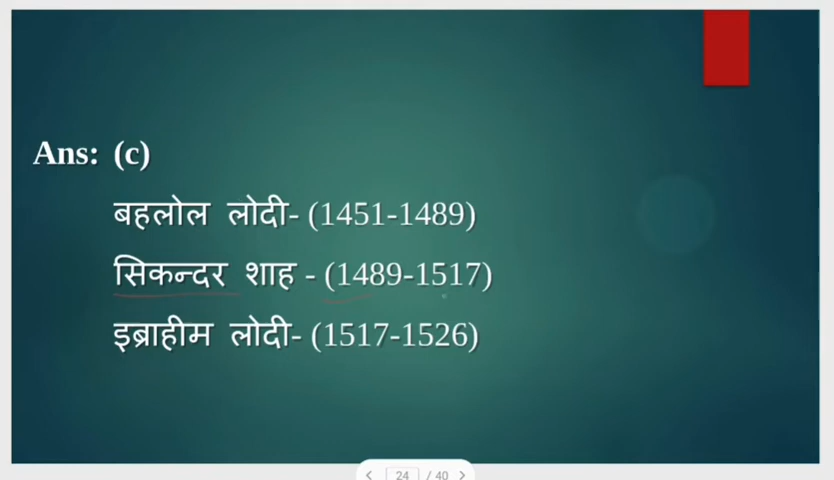 Ans: (c)
बहलोल लोदी- (1451-1489)
सिकन्दर शाह - (1489-1517)
इब्राहीम लोदी- (1517-1526)
24 / 40